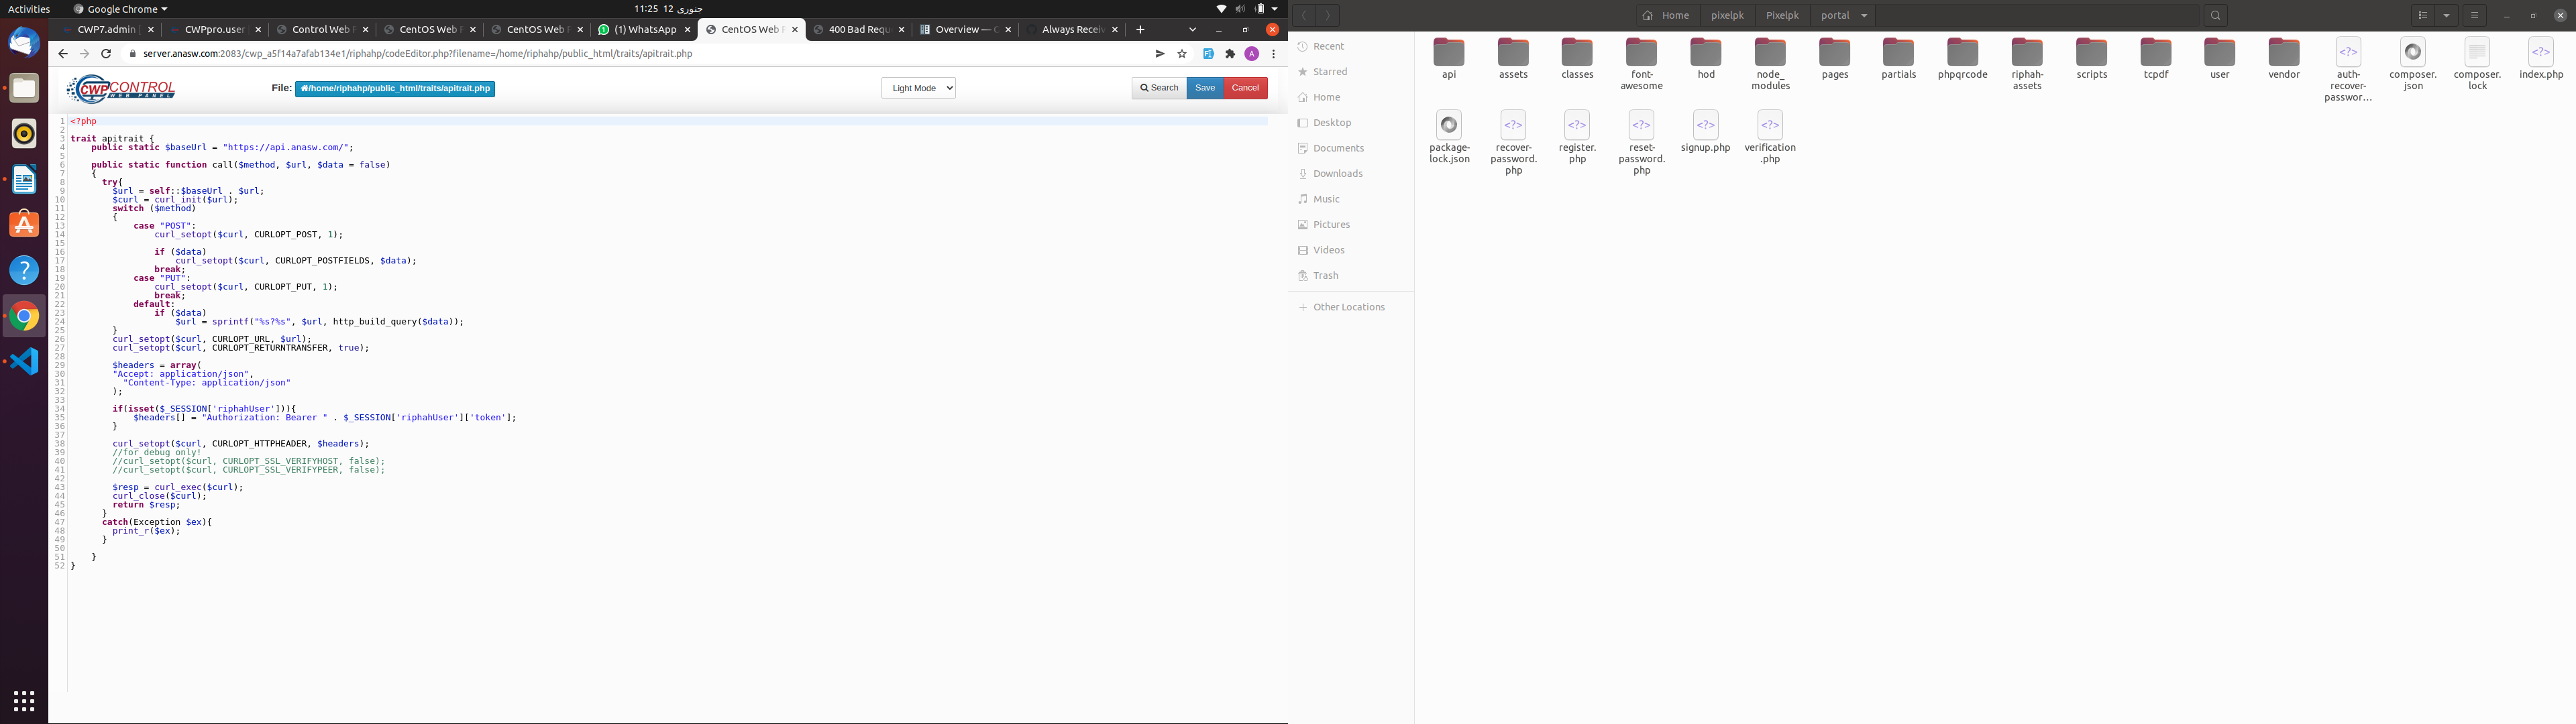 Activities
Google Chrome
11:25 12 جنوری
CWP7.admin
CWPpro.user
Control Web P
CentOS Web P
CentOS Web P
(1) WhatsApp
CentOS Web P
400 Bad Requ
Overview — C
Always Receiv
server.anasw.com:2083/cwp_a5f14a7afab134e1/riphahp/codeEditor.php?filename=/home/riphahp/public_html/traits/apitrait.php
A
CWP CONTROL
WEB PANEL
File: /home/riphahp/public_html/traits/apitrait.php
Light Mode
Search
Save
Cancel
1 <?php
2
3 trait apitrait {
4     public static $baseUrl = "https://api.anasw.com/";
5
6     public static function call($method, $url, $data = false)
7     {
8       try{
9         $url = self::$baseUrl . $url;
10         $curl = curl_init($url);
11         switch ($method)
12         {
13             case "POST":
14                 curl_setopt($curl, CURLOPT_POST, 1);
15
16                 if ($data)
17                     curl_setopt($curl, CURLOPT_POSTFIELDS, $data);
18                 break;
19             case "PUT":
20                 curl_setopt($curl, CURLOPT_PUT, 1);
21                 break;
22             default:
23                 if ($data)
24                     $url = sprintf("%s?%s", $url, http_build_query($data));
25         }
26         curl_setopt($curl, CURLOPT_URL, $url);
27         curl_setopt($curl, CURLOPT_RETURNTRANSFER, true);
28
29         $headers = array(
30         "Accept: application/json",
31           "Content-Type: application/json"
32         );
33
34         if(isset($_SESSION['riphahUser'])){
35             $headers[] = "Authorization: Bearer " . $_SESSION['riphahUser']['token'];
36         }
37
38         curl_setopt($curl, CURLOPT_HTTPHEADER, $headers);
39         //for debug only!
40         //curl_setopt($curl, CURLOPT_SSL_VERIFYHOST, false);
41         //curl_setopt($curl, CURLOPT_SSL_VERIFYPEER, false);
42
43         $resp = curl_exec($curl);
44         curl_close($curl);
45         return $resp;
46       }
47       catch(Exception $ex){
48         print_r($ex);
49       }
50
51     }
52 }
Home
pixelpk
Pixelpk
portal
Recent
Starred
Home
Desktop
Documents
Downloads
Music
Pictures
Videos
Trash
Other Locations
api
assets
classes
font-
awesome
hod
node_
modules
pages
partials
phpqrcode
riphah-
assets
scripts
tcpdf
user
vendor
auth-
recover-
passwor…
composer.
json
composer.
lock
index.php
package-
lock.json
recover-
password.
php
register.
php
reset-
password.
php
signup.php
verification
.php